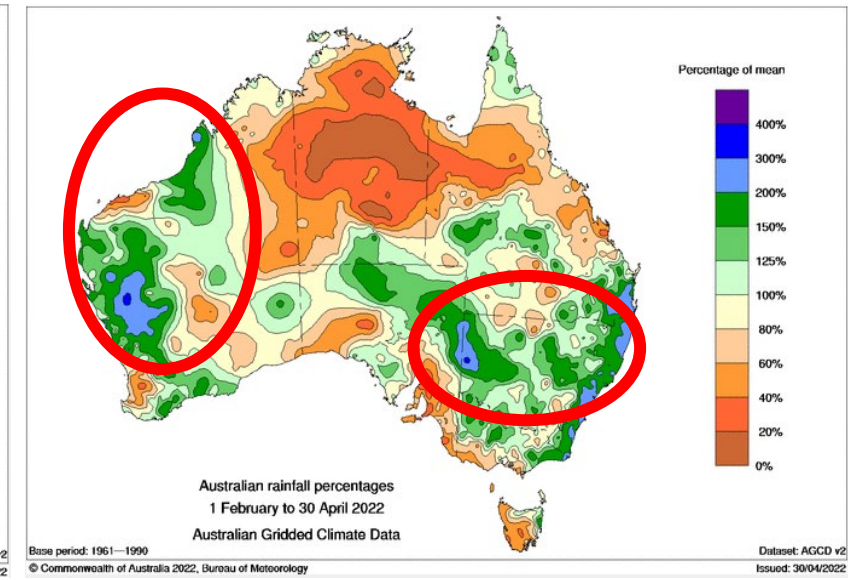 Percentage of mean
400%
300%
200%
150%
125%
100%
80%
60%
40%
20%
0%
Australian rainfall percentages
1 February to 30 April 2022
Australian Gridded Climate Data
v2
Base period: 1961—1990
Dataset: AGCD v2
022
© Commonwealth of Australia 2022, Bureau of Meteorology
Issued: 30/04/2022